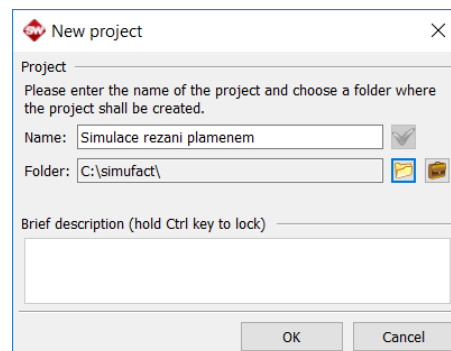 New project
Project
Please enter the name of the project and choose a folder where
the project shall be created.
Name: Simulace rezani plamenem
Folder: C:\simufact\
Brief description (hold Ctrl key to lock)
OK Cancel